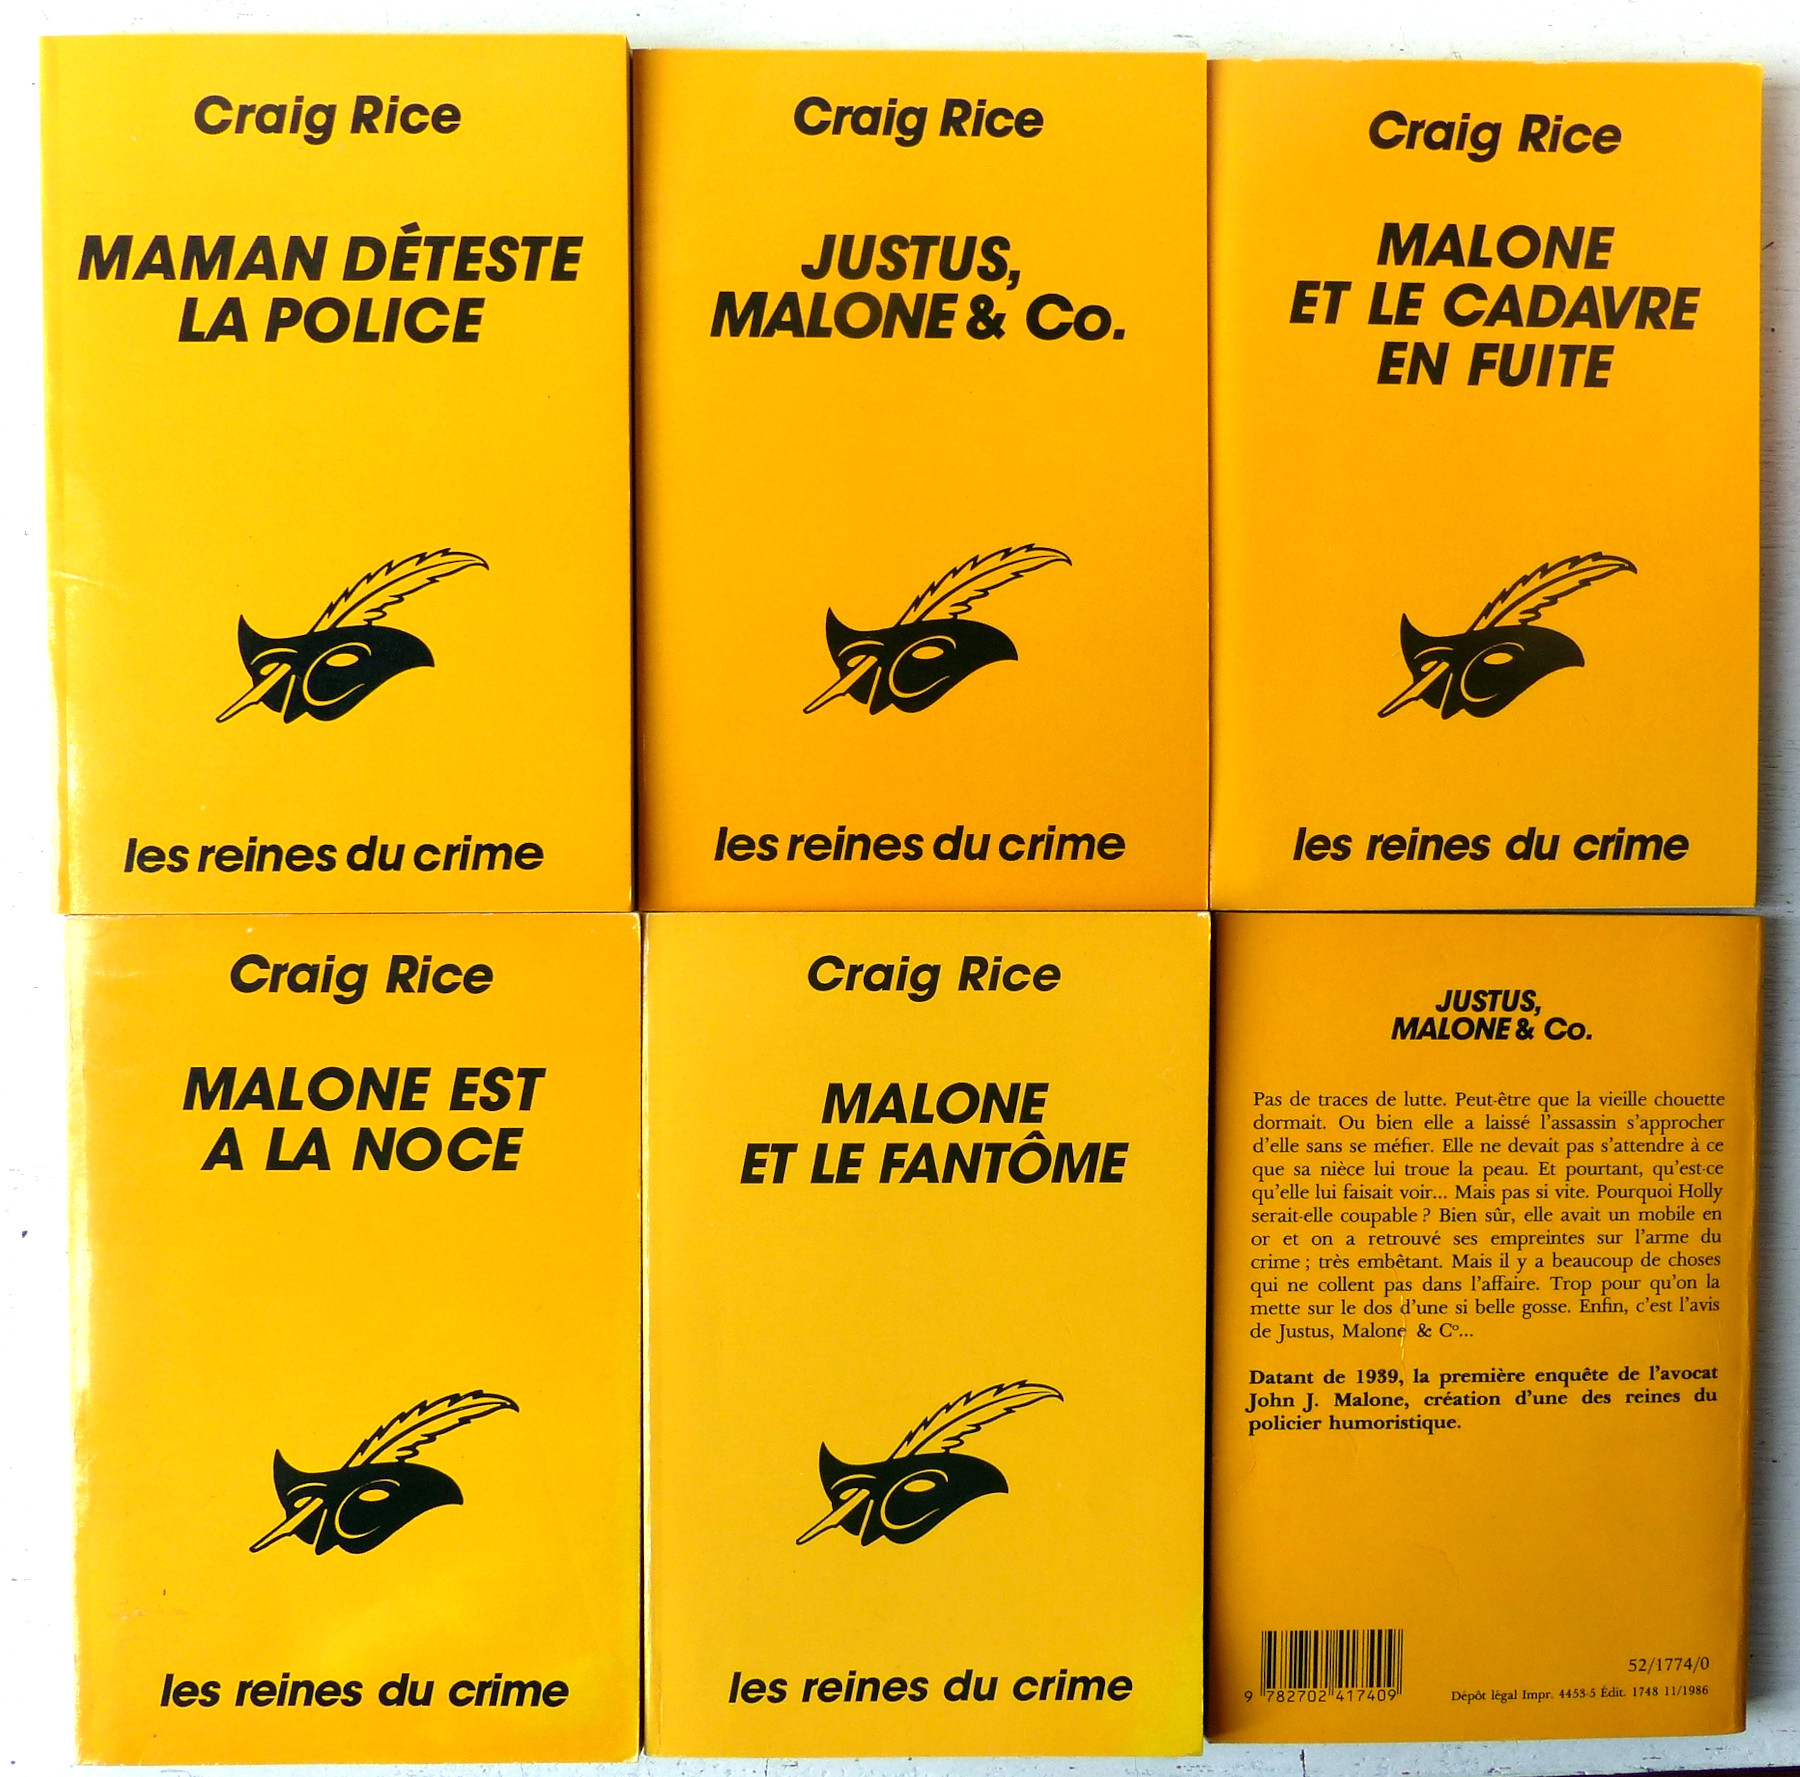 Craig Rice
MAMAN DÉTESTE
LA POLICE
les reines du crime
Craig Rice
JUSTUS,
MALONE & Co.
les reines du crime
Craig Rice
MALONE
ET LE CADAVRE
EN FUITE
les reines du crime
Craig Rice
MALONE EST
A LA NOCE
les reines du crime
Craig Rice
MALONE
ET LE FANTÔME
les reines du crime
JUSTUS,
MALONE & Co.
Pas de traces de lutte. Peut-être que la vieille chouette
dormait. Ou bien elle a laissé l'assassin s'approcher
d'elle sans se méfier. Elle ne devait pas s'attendre à ce
que sa nièce lui troue la peau. Et pourtant, qu'est-ce
qu'elle lui faisait voir... Mais pas si vite. Pourquoi Holly
serait-elle coupable ? Bien sûr, elle avait un mobile en
or et on a retrouvé ses empreintes sur l'arme du
crime ; très embêtant. Mais il y a beaucoup de choses
qui ne collent pas dans l'affaire. Trop pour qu'on la
mette sur le dos d'une si belle gosse. Enfin, c'est l'avis
de Justus, Malone & Cº...
Datant de 1939, la première enquête de l'avocat
John J. Malone, création d'une des reines du
policier humoristique.
52/1774/0
9 782702 417409
Dépôt légal Impr. 4453-5 Édit. 1748 11/1986